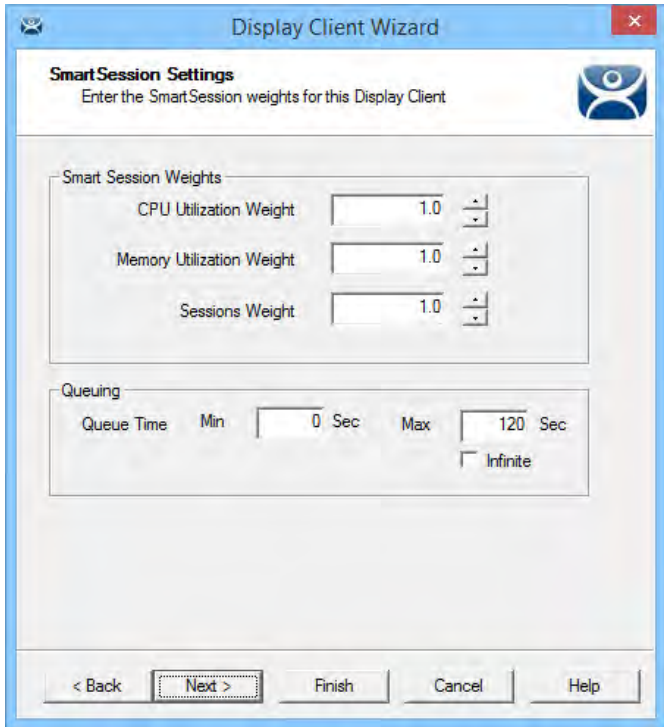 Display Client Wizard
SmartSession Settings
Enter the SmartSession weights for this Display Client
Smart Session Weights
CPU Utilization Weight 1.0
Memory Utilization Weight 1.0
Sessions Weight 1.0
Queuing
Queue Time Min 0 Sec Max 120 Sec
Infinite
< Back Next > Finish Cancel Help